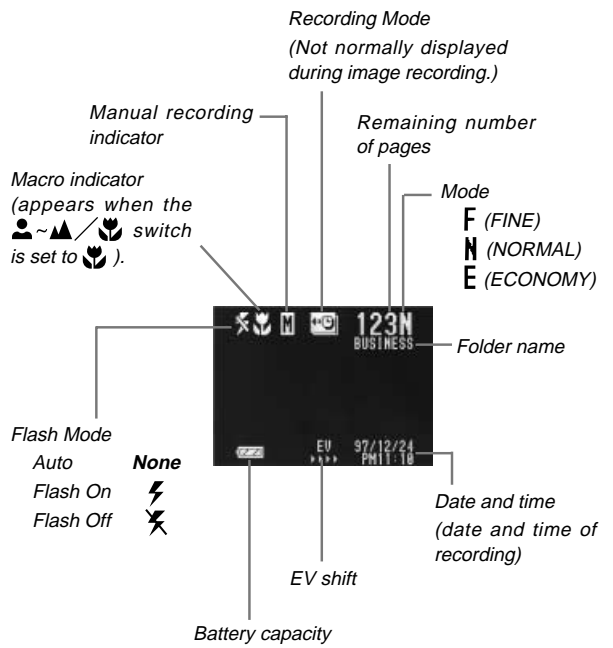 Recording Mode
(Not normally displayed
during image recording.)
Manual recording
indicator
Remaining number
of pages
Macro indicator
(appears when the
~ / switch
is set to ).
Mode
F (FINE)
N (NORMAL)
E (ECONOMY)
M
123N
BUSINESS
Folder name
Flash Mode
Auto None
Flash On
Flash Off
EV
97/12/24
PM11:10
Date and time
(date and time of
recording)
EV shift
Battery capacity